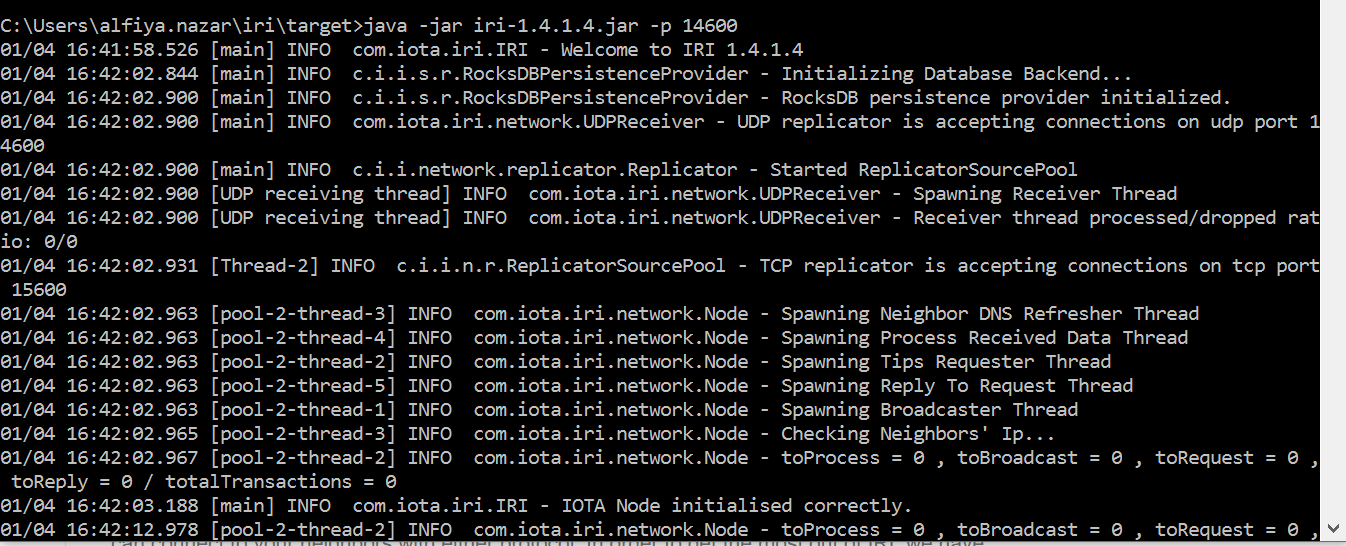 C:\Users\alfiya.nazar\iri\target>java -jar iri-1.4.1.4.jar -p 14600
01/04 16:41:58.526 [main] INFO  com.iota.iri.IRI - Welcome to IRI 1.4.1.4
01/04 16:42:02.844 [main] INFO  c.i.i.s.r.RocksDBPersistenceProvider - Initializing Database Backend...
01/04 16:42:02.900 [main] INFO  c.i.i.s.r.RocksDBPersistenceProvider - RocksDB persistence provider initialized.
01/04 16:42:02.900 [main] INFO  com.iota.iri.network.UDPReceiver - UDP replicator is accepting connections on udp port 1
4600
01/04 16:42:02.900 [main] INFO  c.i.i.network.replicator.Replicator - Started ReplicatorSourcePool
01/04 16:42:02.900 [UDP receiving thread] INFO  com.iota.iri.network.UDPReceiver - Spawning Receiver Thread
01/04 16:42:02.900 [UDP receiving thread] INFO  com.iota.iri.network.UDPReceiver - Receiver thread processed/dropped rat
io: 0/0
01/04 16:42:02.931 [Thread-2] INFO  c.i.i.n.r.ReplicatorSourcePool - TCP replicator is accepting connections on tcp port
 15600
01/04 16:42:02.963 [pool-2-thread-3] INFO  com.iota.iri.network.Node - Spawning Neighbor DNS Refresher Thread
01/04 16:42:02.963 [pool-2-thread-4] INFO  com.iota.iri.network.Node - Spawning Process Received Data Thread
01/04 16:42:02.963 [pool-2-thread-2] INFO  com.iota.iri.network.Node - Spawning Tips Requester Thread
01/04 16:42:02.963 [pool-2-thread-5] INFO  com.iota.iri.network.Node - Spawning Reply To Request Thread
01/04 16:42:02.963 [pool-2-thread-1] INFO  com.iota.iri.network.Node - Spawning Broadcaster Thread
01/04 16:42:02.965 [pool-2-thread-3] INFO  com.iota.iri.network.Node - Checking Neighbors' Ip...
01/04 16:42:02.967 [pool-2-thread-2] INFO  com.iota.iri.network.Node - toProcess = 0 , toBroadcast = 0 , toRequest = 0 ,
 toReply = 0 / totalTransactions = 0
01/04 16:42:03.188 [main] INFO  com.iota.iri.IRI - IOTA Node initialised correctly.
01/04 16:42:12.978 [pool-2-thread-2] INFO  com.iota.iri.network.Node - toProcess = 0 , toBroadcast = 0 , toRequest = 0 ,